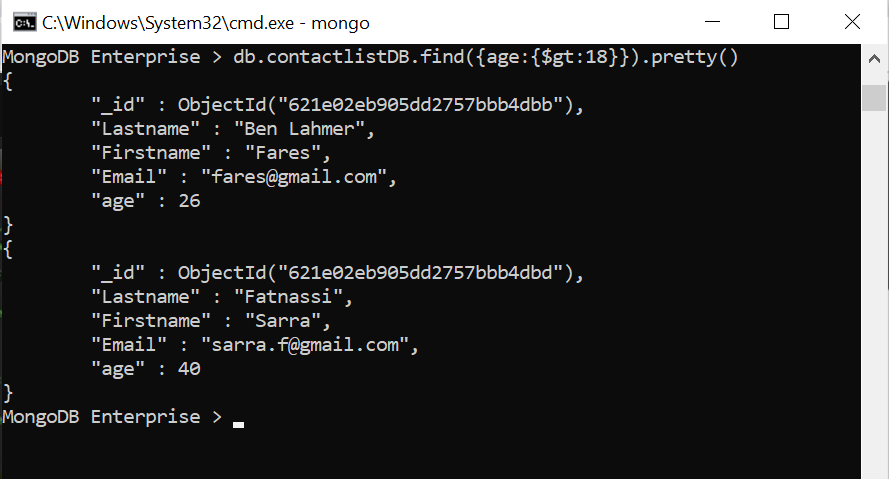 C:\Windows\System32\cmd.exe - mongo
MongoDB Enterprise > db.contactlistDB.find({age:{$gt:18}}).pretty()
{
        "_id" : ObjectId("621e02eb905dd2757bbb4dbb"),
        "Lastname" : "Ben Lahmer",
        "Firstname" : "Fares",
        "Email" : "fares@gmail.com",
        "age" : 26
}
{
        "_id" : ObjectId("621e02eb905dd2757bbb4dbd"),
        "Lastname" : "Fatnassi",
        "Firstname" : "Sarra",
        "Email" : "sarra.f@gmail.com",
        "age" : 40
}
MongoDB Enterprise >